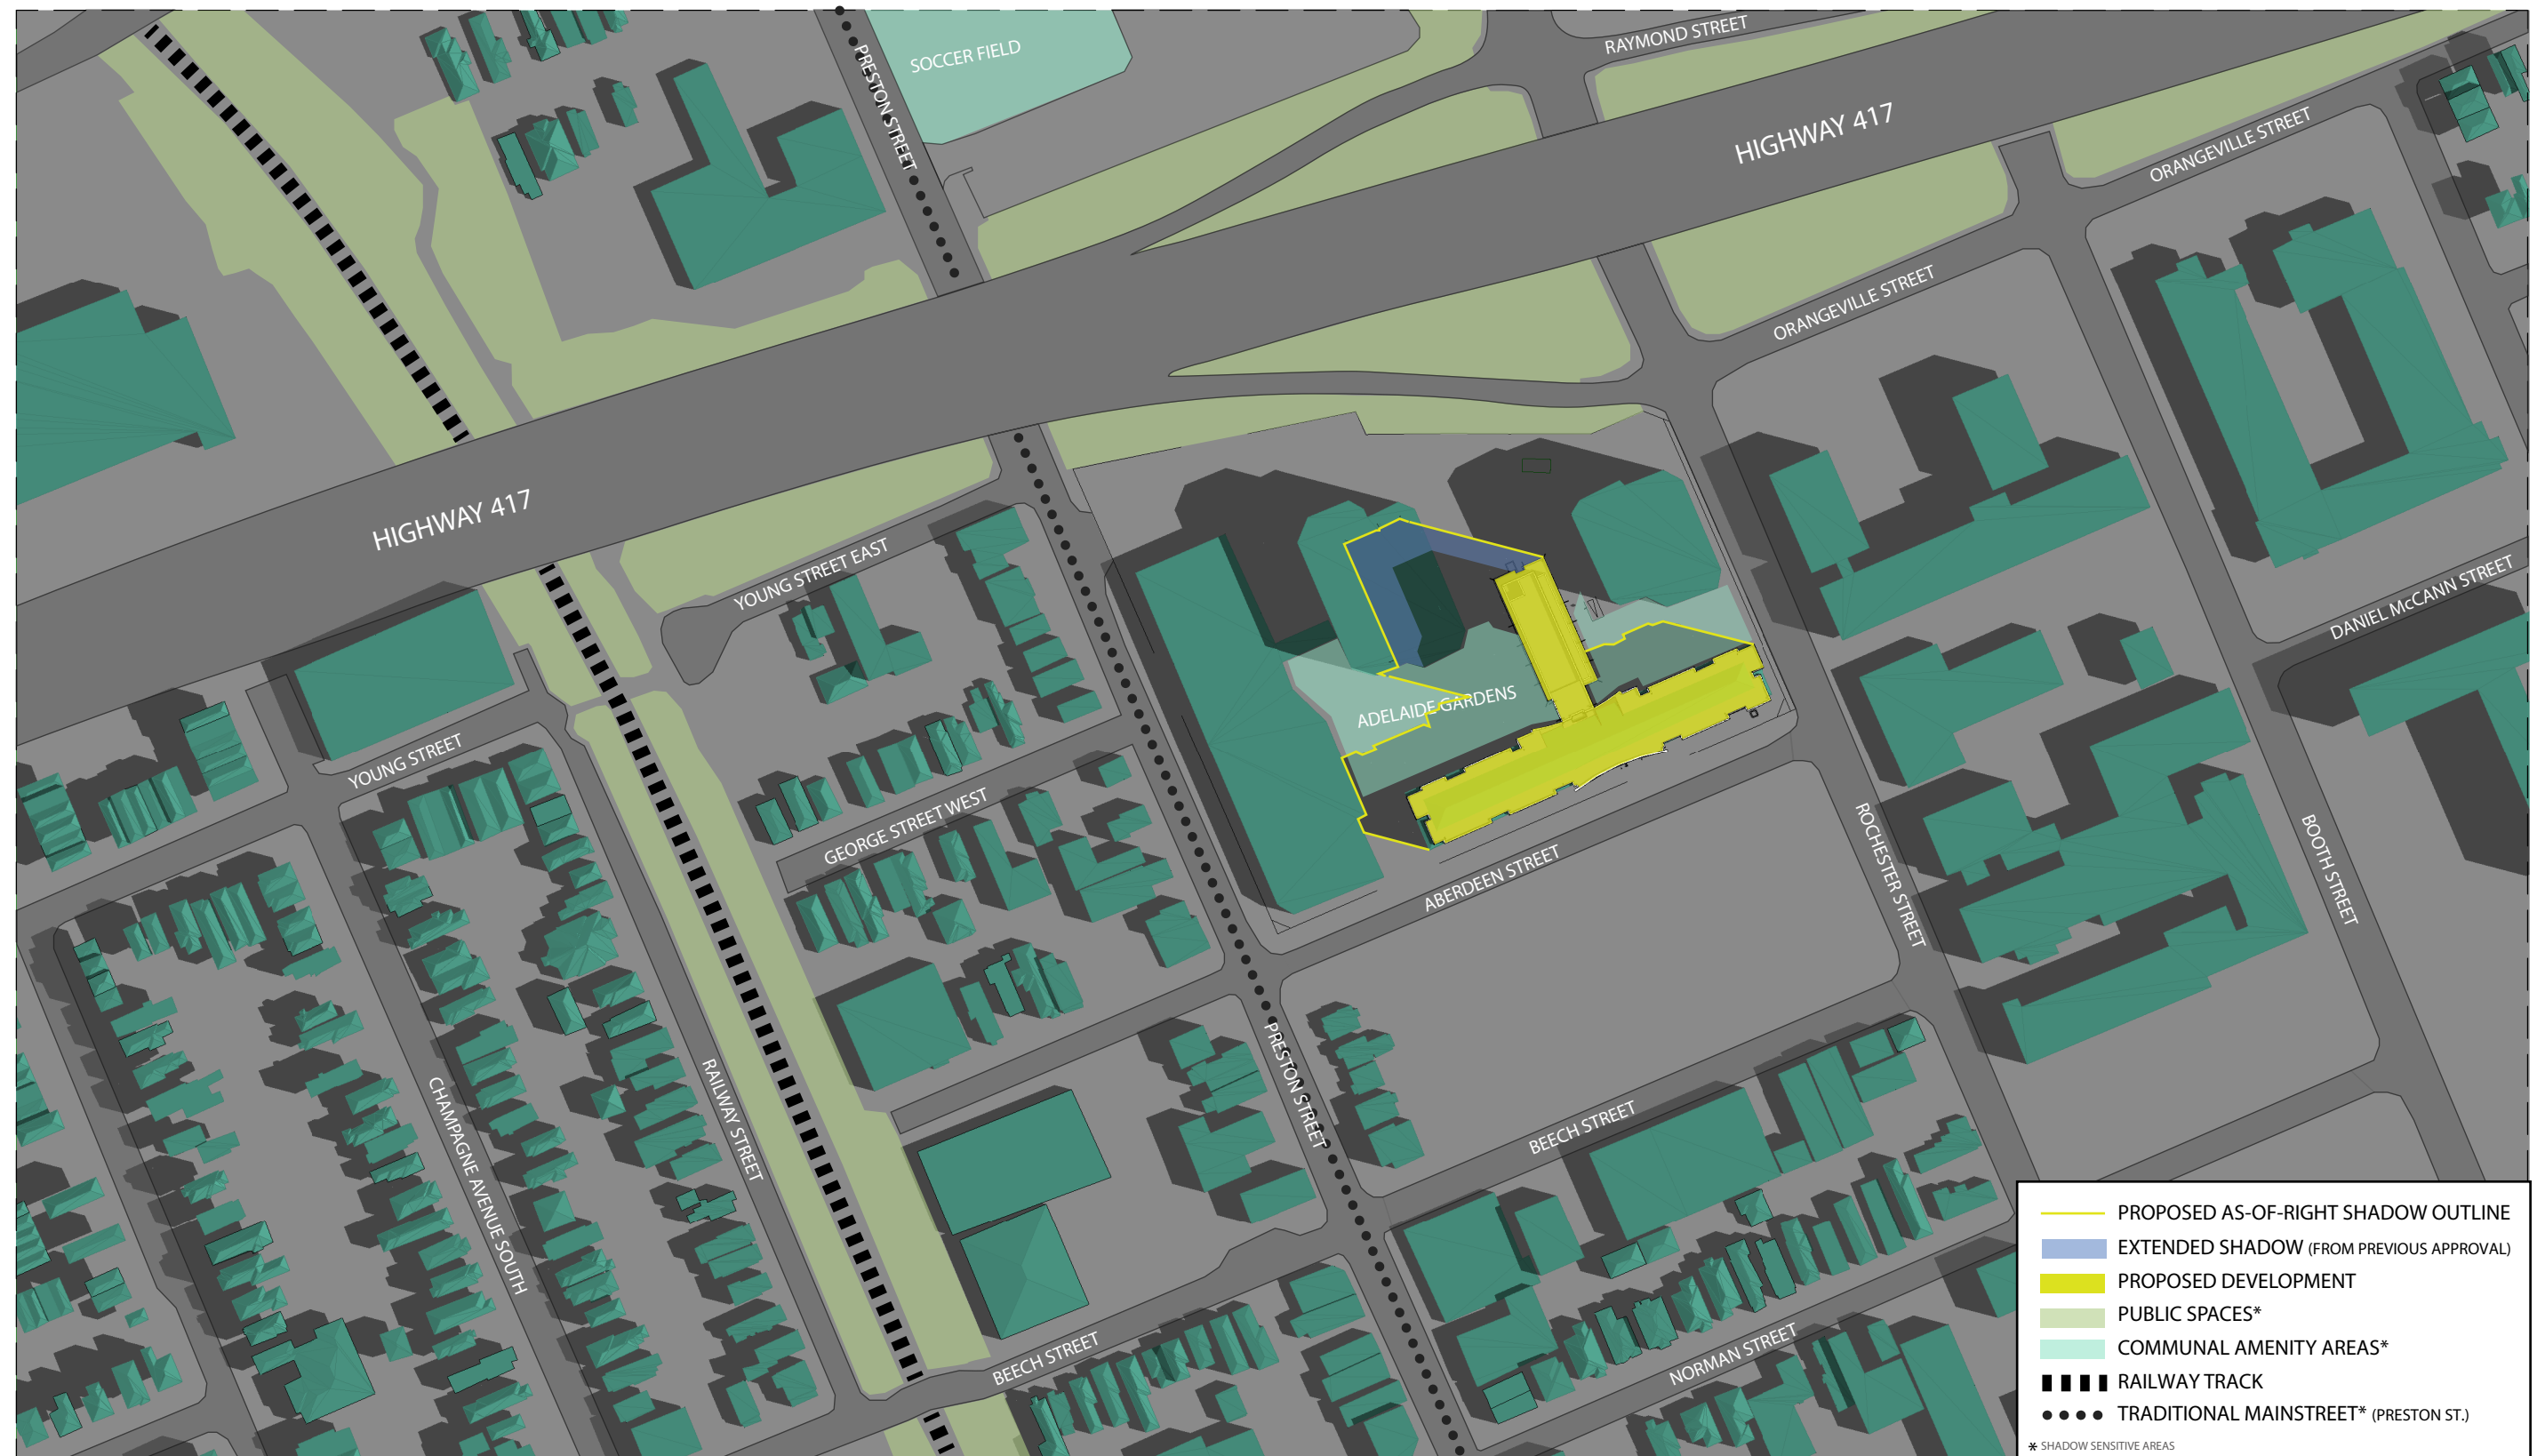 RAYMOND STREET
SOCCER FIELD
PRESTON STREET
HIGHWAY 417
ORANGEVILLE STREET
ORANGEVILLE STREET
HIGHWAY 417
YOUNG STREET EAST
DANIEL McCANN STREET
ADELAIDE GARDENS
YOUNG STREET
GEORGE STREET WEST
ABERDEEN STREET
ROCHESTER STREET
BOOTH STREET
PRESTON STREET
RAILWAY STREET
CHAMPAGNE AVENUE SOUTH
BEECH STREET
BEECH STREET
NORMAN STREET
PROPOSED AS-OF-RIGHT SHADOW OUTLINE
EXTENDED SHADOW (FROM PREVIOUS APPROVAL)
PROPOSED DEVELOPMENT
PUBLIC SPACES*
COMMUNAL AMENITY AREAS*
RAILWAY TRACK
TRADITIONAL MAINSTREET* (PRESTON ST.)
* SHADOW SENSITIVE AREAS